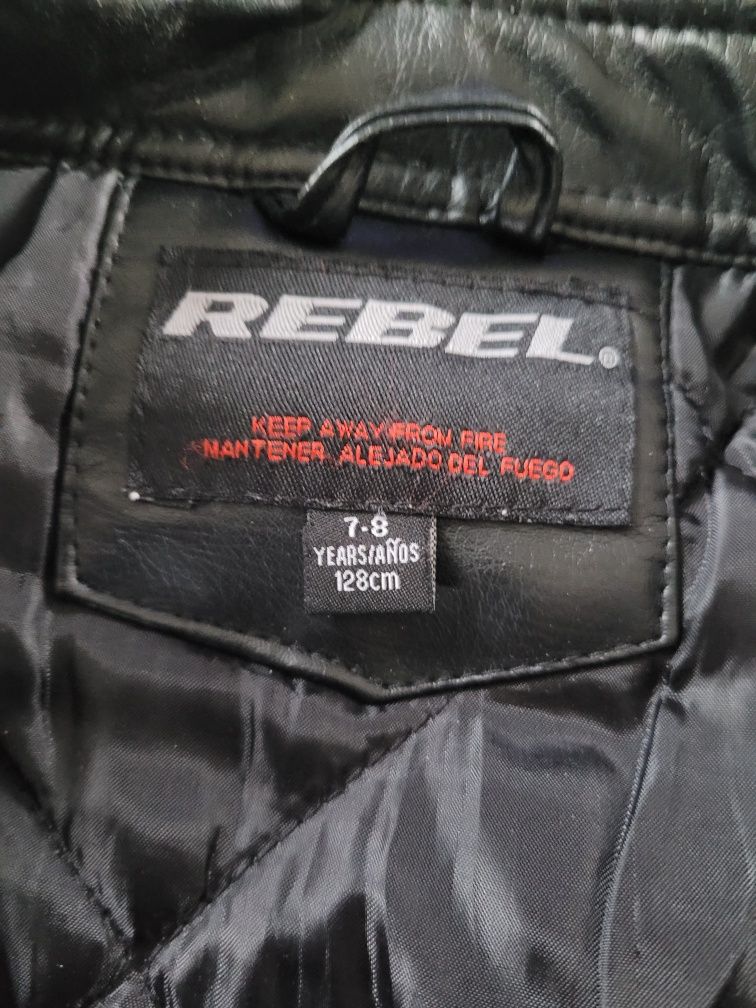 REBEL®
KEEP AWAY FROM FIRE
MANTENER ALEJADO DEL FUEGO
7-8
YEARS/AÑOS
128cm